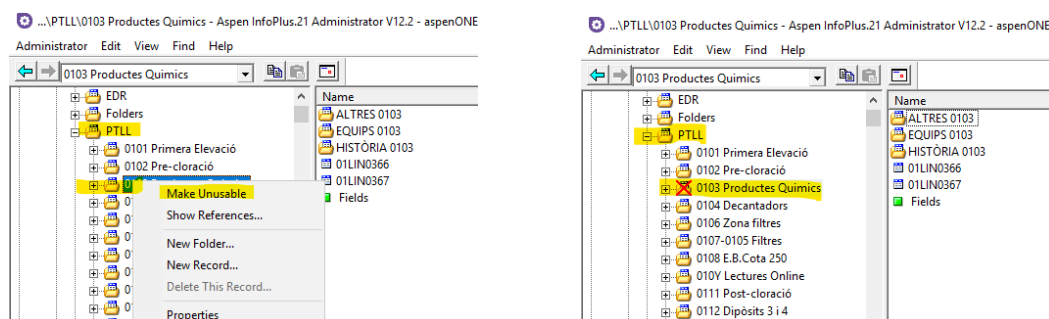 ...\PTLL\0103 Productes Quimics - Aspen InfoPlus.21 Administrator V12.2 - aspenONE
Administrator Edit View Find Help
0103 Productes Quimics
EDR
Folders
PTLL
0101 Primera Elevació
0102 Pre-cloració
Make Unusable
Show References...
New Folder...
New Record...
Delete This Record...
Properties
Name
ALTRES 0103
EQUIPS 0103
HISTÒRIA 0103
01LIN0366
01LIN0367
Fields
...\PTLL\0103 Productes Quimics - Aspen InfoPlus.21 Administrator V12.2 - aspenONE
Administrator Edit View Find Help
0103 Productes Quimics
EDR
Folders
PTLL
0101 Primera Elevació
0102 Pre-cloració
0103 Productes Quimics
0104 Decantadors
0106 Zona filtres
0107-0105 Filtres
0108 E.B.Cota 250
010Y Lectures Online
0111 Post-cloració
0112 Dipòsits 3 i 4
Name
ALTRES 0103
EQUIPS 0103
HISTÒRIA 0103
01LIN0366
01LIN0367
Fields